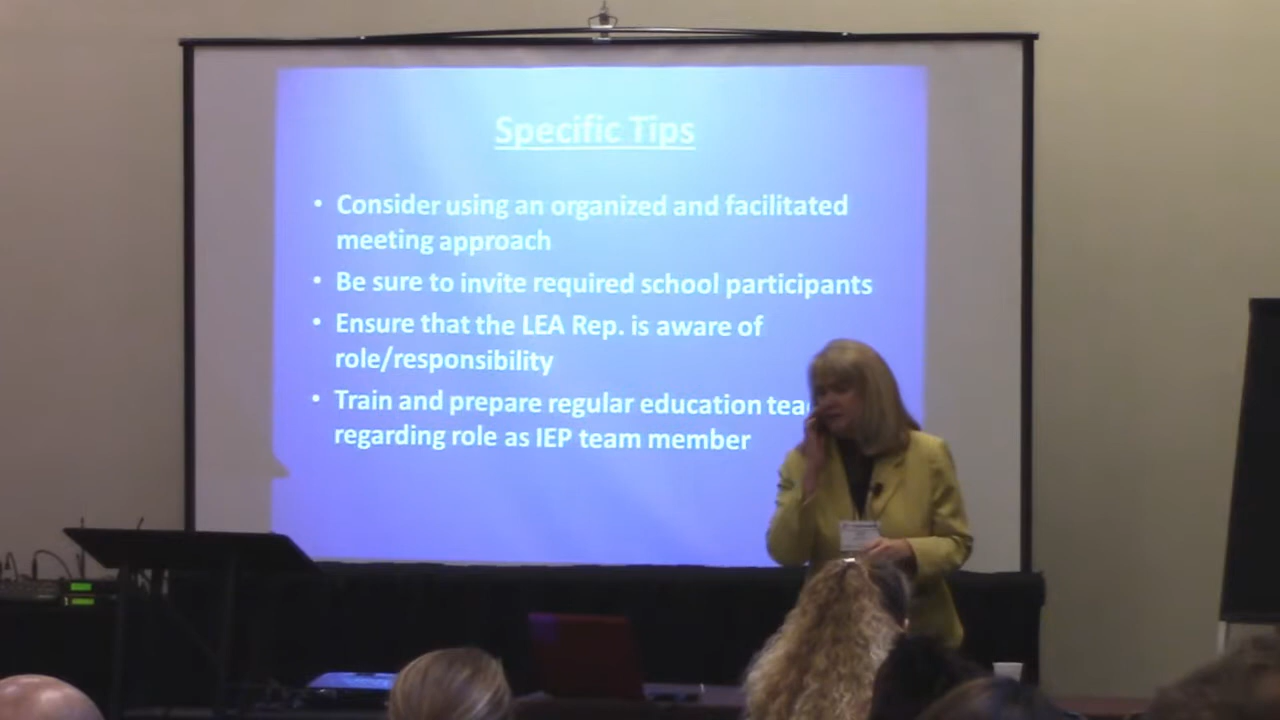 Specific Tips
• Consider using an organized and facilitated
meeting approach
• Be sure to invite required school participants
• Ensure that the LEA Rep. is aware of
role/responsibility
• Train and prepare regular education
regarding role as IEP team member